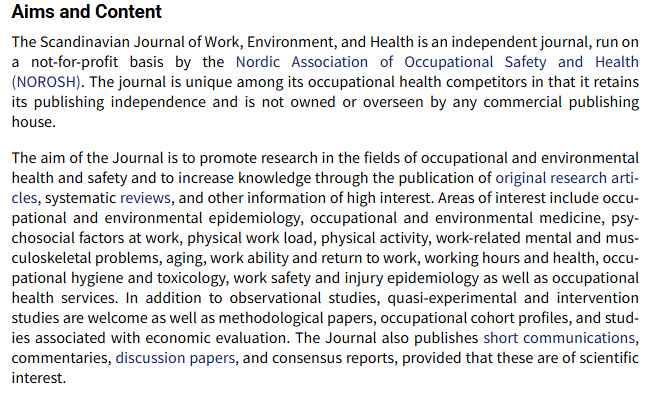 Aims and Content
The Scandinavian Journal of Work, Environment, and Health is an independent journal, run on
a not-for-profit basis by the Nordic Association of Occupational Safety and Health
(NOROSH). The journal is unique among its occupational health competitors in that it retains
its publishing independence and is not owned or overseen by any commercial publishing
house.
The aim of the Journal is to promote research in the fields of occupational and environmental
health and safety and to increase knowledge through the publication of original research arti-
cles, systematic reviews, and other information of high interest. Areas of interest include occu-
pational and environmental epidemiology, occupational and environmental medicine, psy-
chosocial factors at work, physical work load, physical activity, work-related mental and mus-
culoskeletal problems, aging, work ability and return to work, working hours and health, occu-
pational hygiene and toxicology, work safety and injury epidemiology as well as occupational
health services. In addition to observational studies, quasi-experimental and intervention
studies are welcome as well as methodological papers, occupational cohort profiles, and stud-
ies associated with economic evaluation. The Journal also publishes short communications,
commentaries, discussion papers, and consensus reports, provided that these are of scientific
interest.